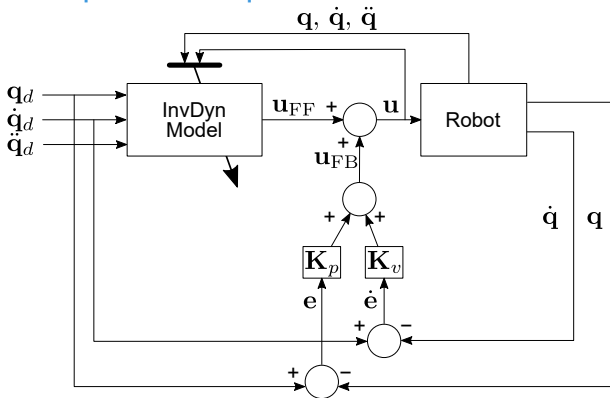 q, q̇, q̈
q_d
q̇_d
q̈_d
InvDyn
Model
u_FF
+
u
Robot
+
u_FB
+
+
q̇
q
K_p
K_v
e
ė
+
−
+
−